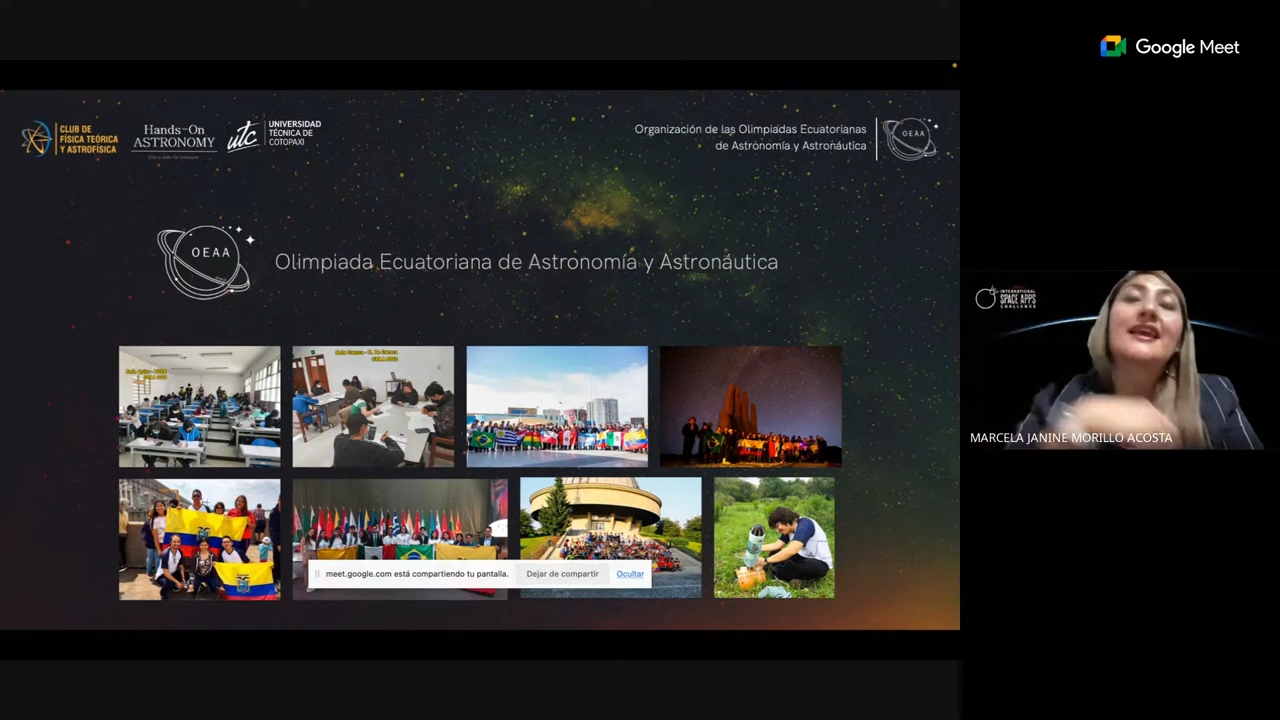 Google Meet
CLUB DE
FÍSICA TEÓRICA
Y ASTROFÍSICA
Hands-On
ASTRONOMY
utc
UNIVERSIDAD
TÉCNICA DE
COTOPAXI
Organización de las Olimpiadas Ecuatorianas
de Astronomía y Astronáutica
OEAA
OEAA
Olimpiada Ecuatoriana de Astronomía y Astronáutica
INTERNATIONAL
SPACE APPS
CHALLENGE
MARCELA JANINE MORILLO ACOSTA
meet.google.com está compartiendo tu pantalla.
Dejar de compartir
Ocultar